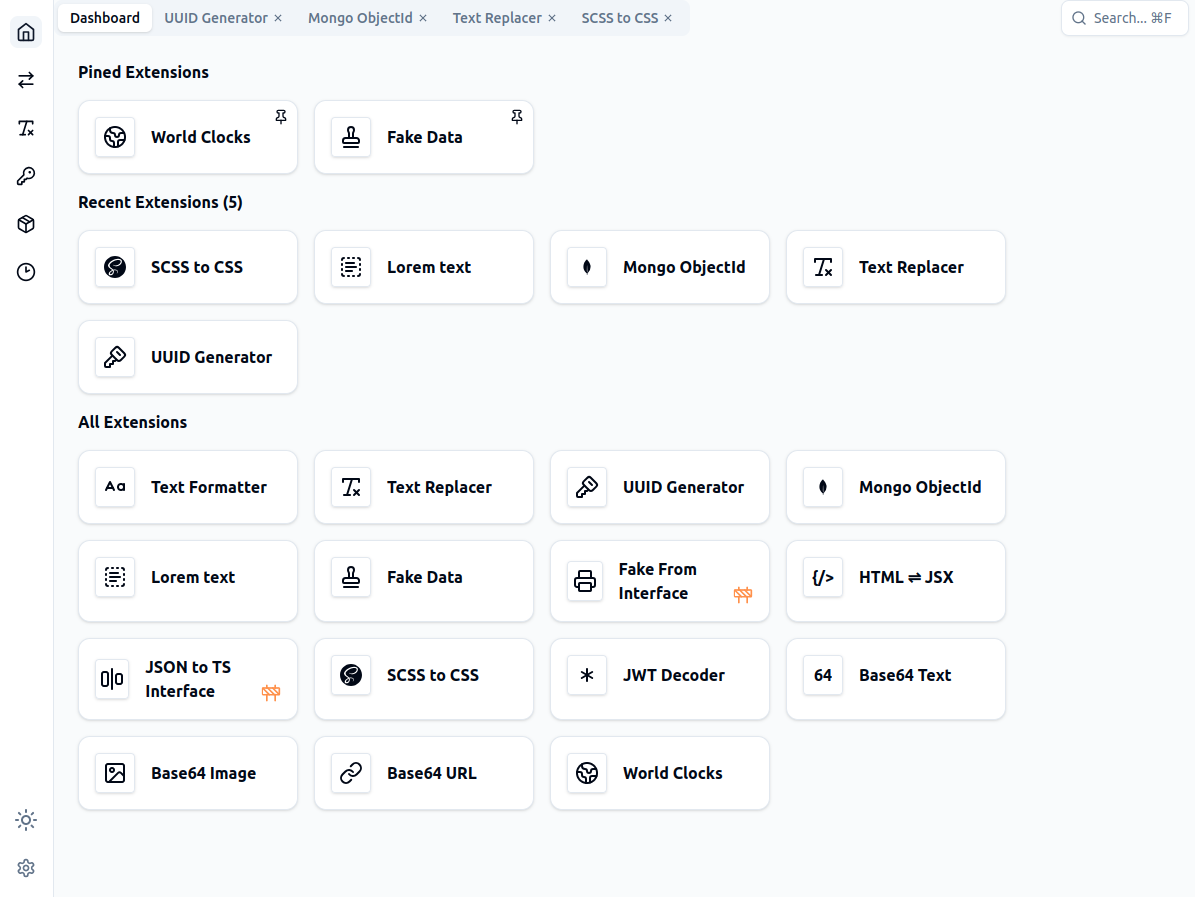 Dashboard UUID Generator × Mongo ObjectId × Text Replacer × SCSS to CSS × Search... ⌘F
Pined Extensions
World Clocks Fake Data
Recent Extensions (5)
SCSS to CSS Lorem text Mongo ObjectId Text Replacer
UUID Generator
All Extensions
Aa Text Formatter Text Replacer UUID Generator Mongo ObjectId
Lorem text Fake Data Fake From
Interface {/> HTML ⇌ JSX
JSON to TS
Interface SCSS to CSS JWT Decoder 64 Base64 Text
Base64 Image Base64 URL World Clocks